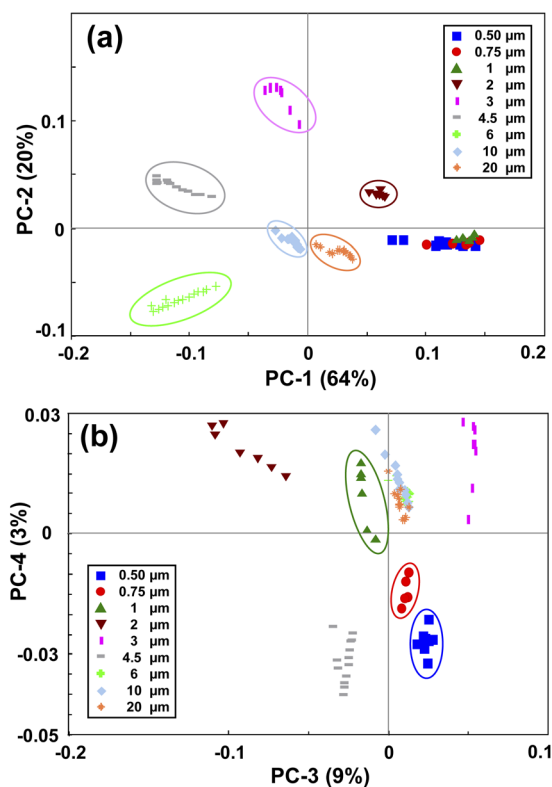 (a)
0.50 µm
0.75 µm
1 µm
2 µm
3 µm
4.5 µm
6 µm
10 µm
20 µm
PC-2 (20%)
0.1
0
-0.1
-0.2
-0.1
0
0.1
0.2
PC-1 (64%)
(b)
0.03
0
-0.03
-0.05
PC-4 (3%)
0.50 µm
0.75 µm
1 µm
2 µm
3 µm
4.5 µm
6 µm
10 µm
20 µm
-0.2
-0.1
0
0.1
PC-3 (9%)